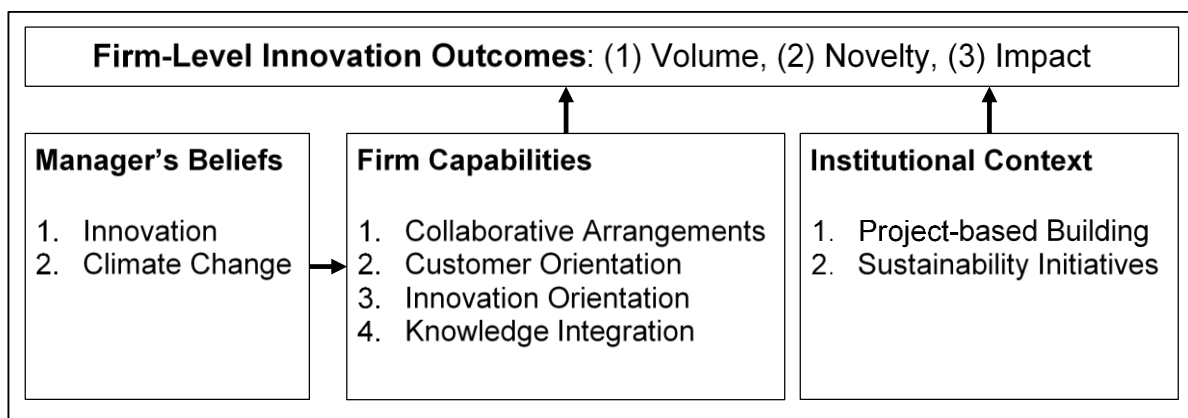 Firm-Level Innovation Outcomes: (1) Volume, (2) Novelty, (3) Impact
Manager's Beliefs
1. Innovation
2. Climate Change
Firm Capabilities
1. Collaborative Arrangements
2. Customer Orientation
3. Innovation Orientation
4. Knowledge Integration
Institutional Context
1. Project-based Building
2. Sustainability Initiatives